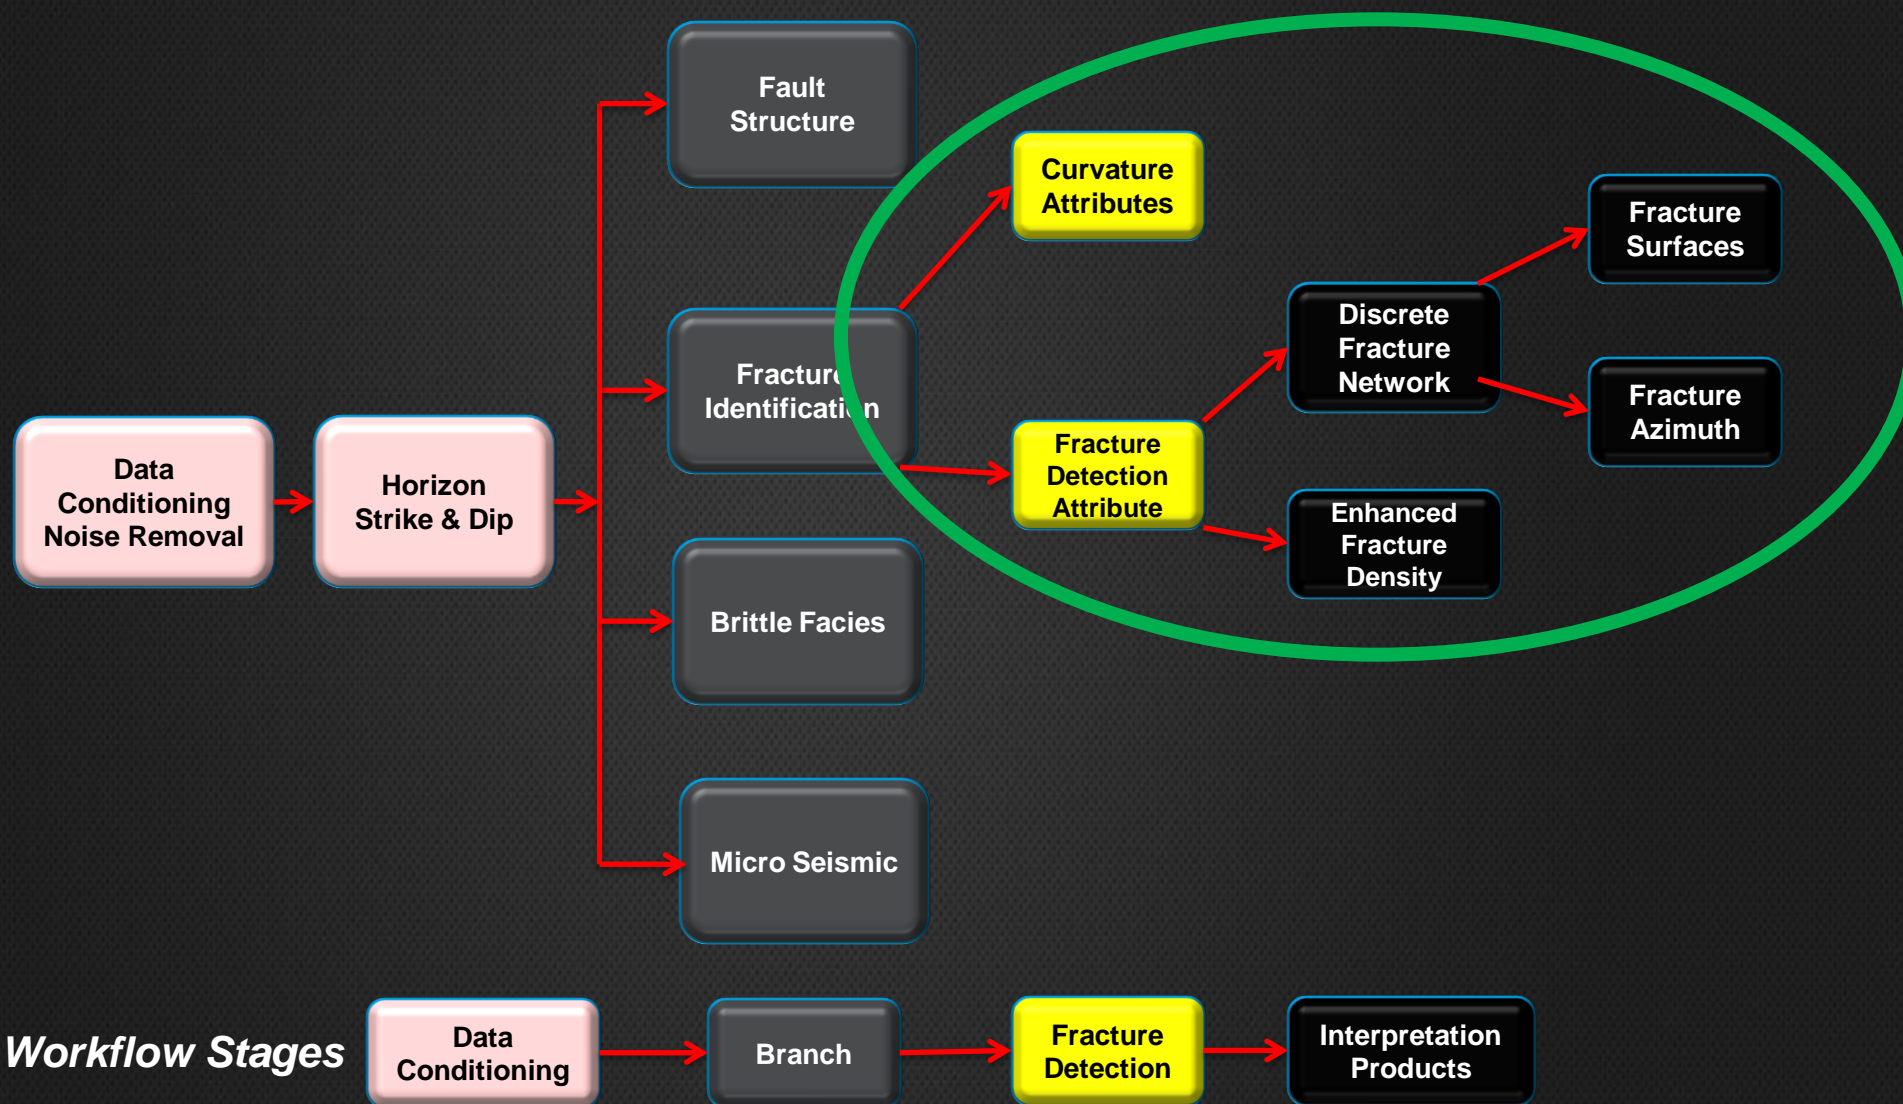 Fault
Structure
Curvature
Attributes
Fracture
Surfaces
Discrete
Fracture
Network
Fracture
Identification
Fracture
Azimuth
Data
Conditioning
Noise Removal
Horizon
Strike & Dip
Fracture
Detection
Attribute
Enhanced
Fracture
Density
Brittle Facies
Micro Seismic
Workflow Stages
Data
Conditioning
Branch
Fracture
Detection
Interpretation
Products